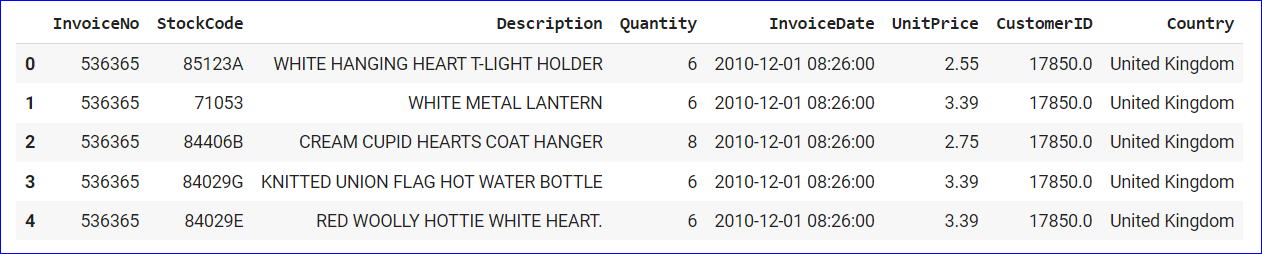 InvoiceNo StockCode Description Quantity InvoiceDate UnitPrice CustomerID Country
0 536365 85123A WHITE HANGING HEART T-LIGHT HOLDER 6 2010-12-01 08:26:00 2.55 17850.0 United Kingdom
1 536365 71053 WHITE METAL LANTERN 6 2010-12-01 08:26:00 3.39 17850.0 United Kingdom
2 536365 84406B CREAM CUPID HEARTS COAT HANGER 8 2010-12-01 08:26:00 2.75 17850.0 United Kingdom
3 536365 84029G KNITTED UNION FLAG HOT WATER BOTTLE 6 2010-12-01 08:26:00 3.39 17850.0 United Kingdom
4 536365 84029E RED WOOLLY HOTTIE WHITE HEART. 6 2010-12-01 08:26:00 3.39 17850.0 United Kingdom